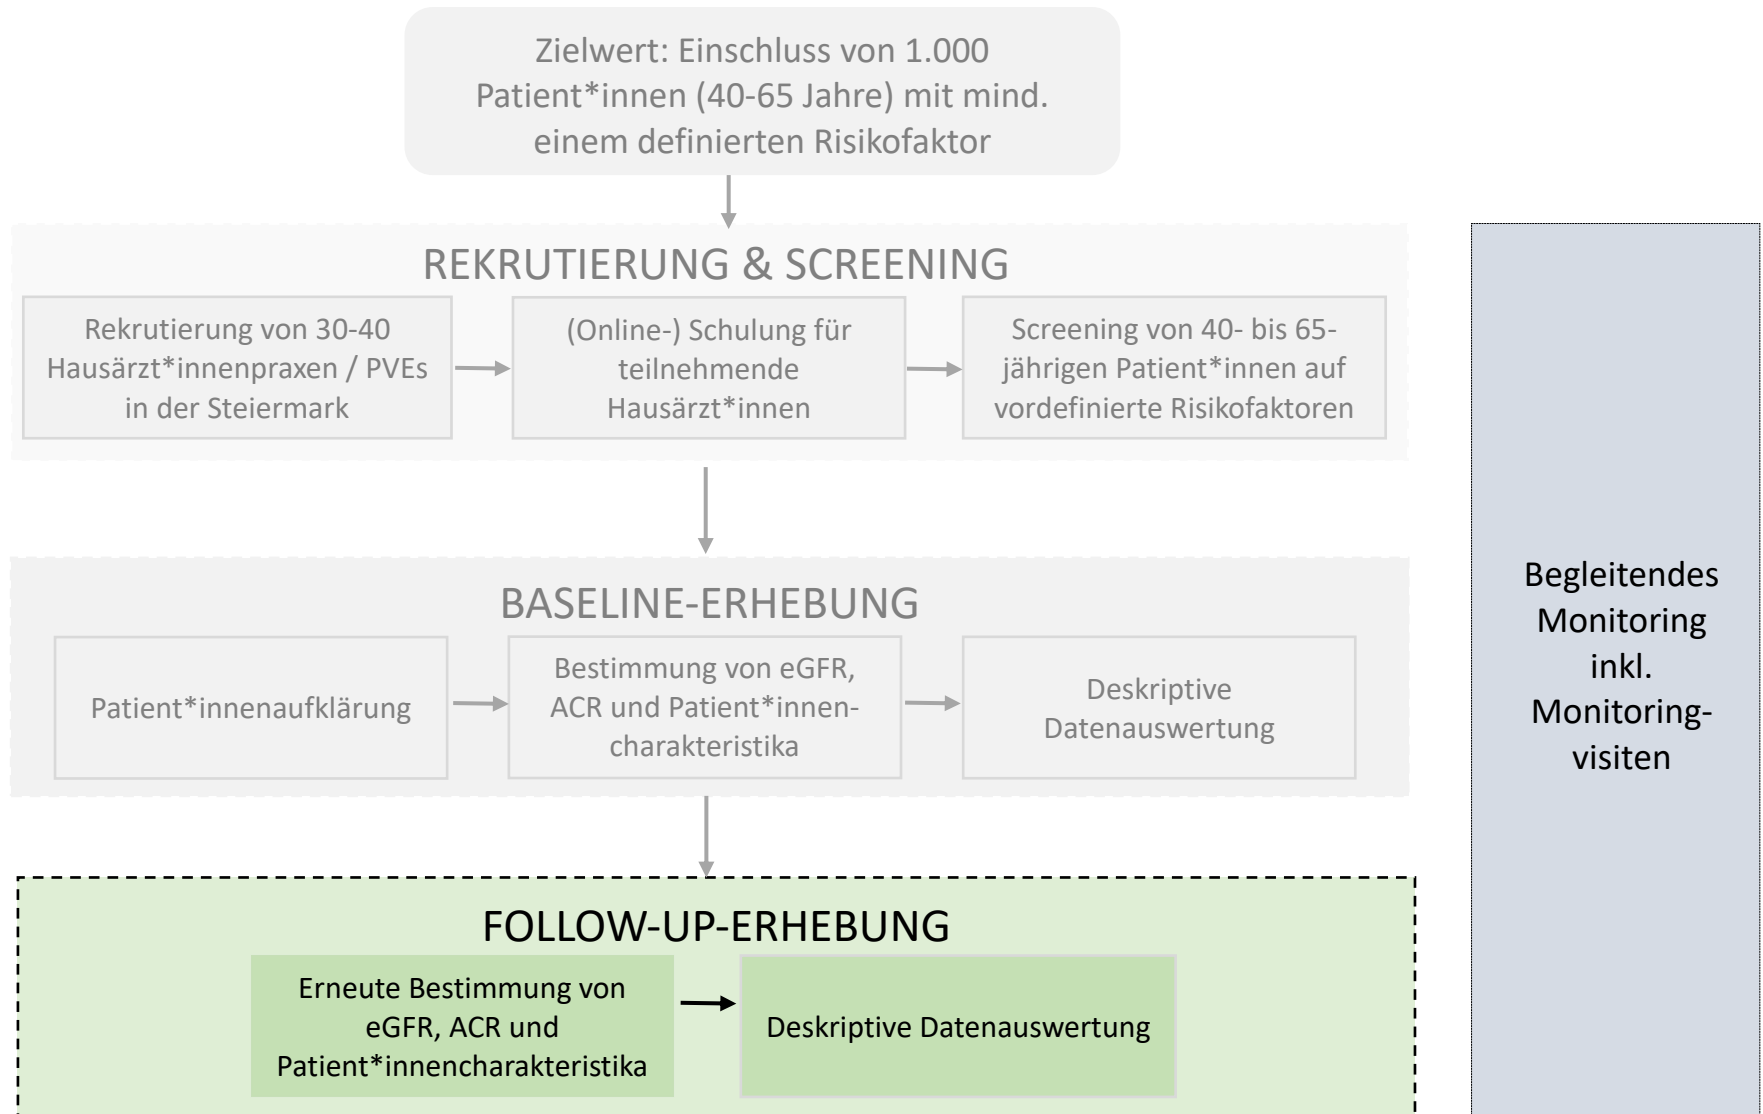 Zielwert: Einschluss von 1.000
Patient*innen (40-65 Jahre) mit mind.
einem definierten Risikofaktor
REKRUTIERUNG & SCREENING
Rekrutierung von 30-40
Hausärzt*innenpraxen / PVEs
in der Steiermark
(Online-) Schulung für
teilnehmende
Hausärzt*innen
Screening von 40- bis 65-
jährigen Patient*innen auf
vordefinierte Risikofaktoren
BASELINE-ERHEBUNG
Patient*innenaufklärung
Bestimmung von eGFR,
ACR und Patient*innen-
charakteristika
Deskriptive
Datenauswertung
FOLLOW-UP-ERHEBUNG
Erneute Bestimmung von
eGFR, ACR und
Patient*innencharakteristika
Deskriptive Datenauswertung
Begleitendes
Monitoring
inkl.
Monitoring-
visiten